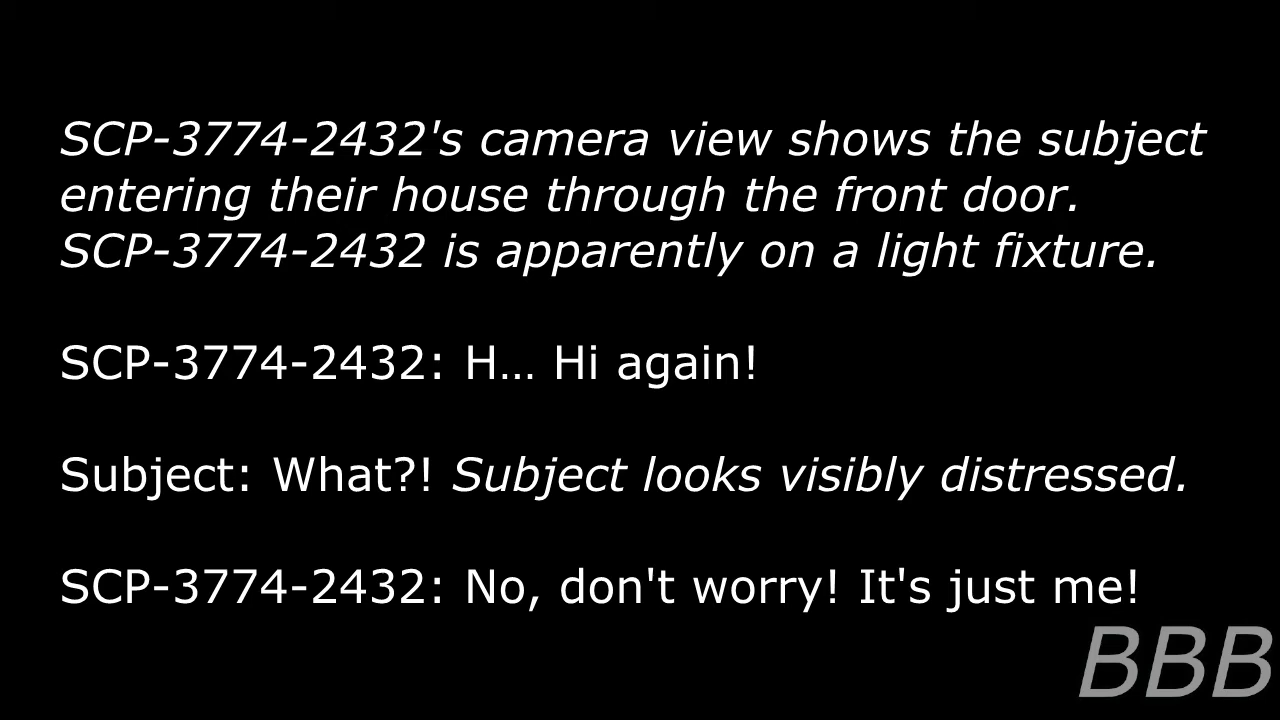 SCP-3774-2432's camera view shows the subject
entering their house through the front door.
SCP-3774-2432 is apparently on a light fixture.
SCP-3774-2432: H... Hi again!
Subject: What?! Subject looks visibly distressed.
SCP-3774-2432: No, don't worry! It's just me!
BBB